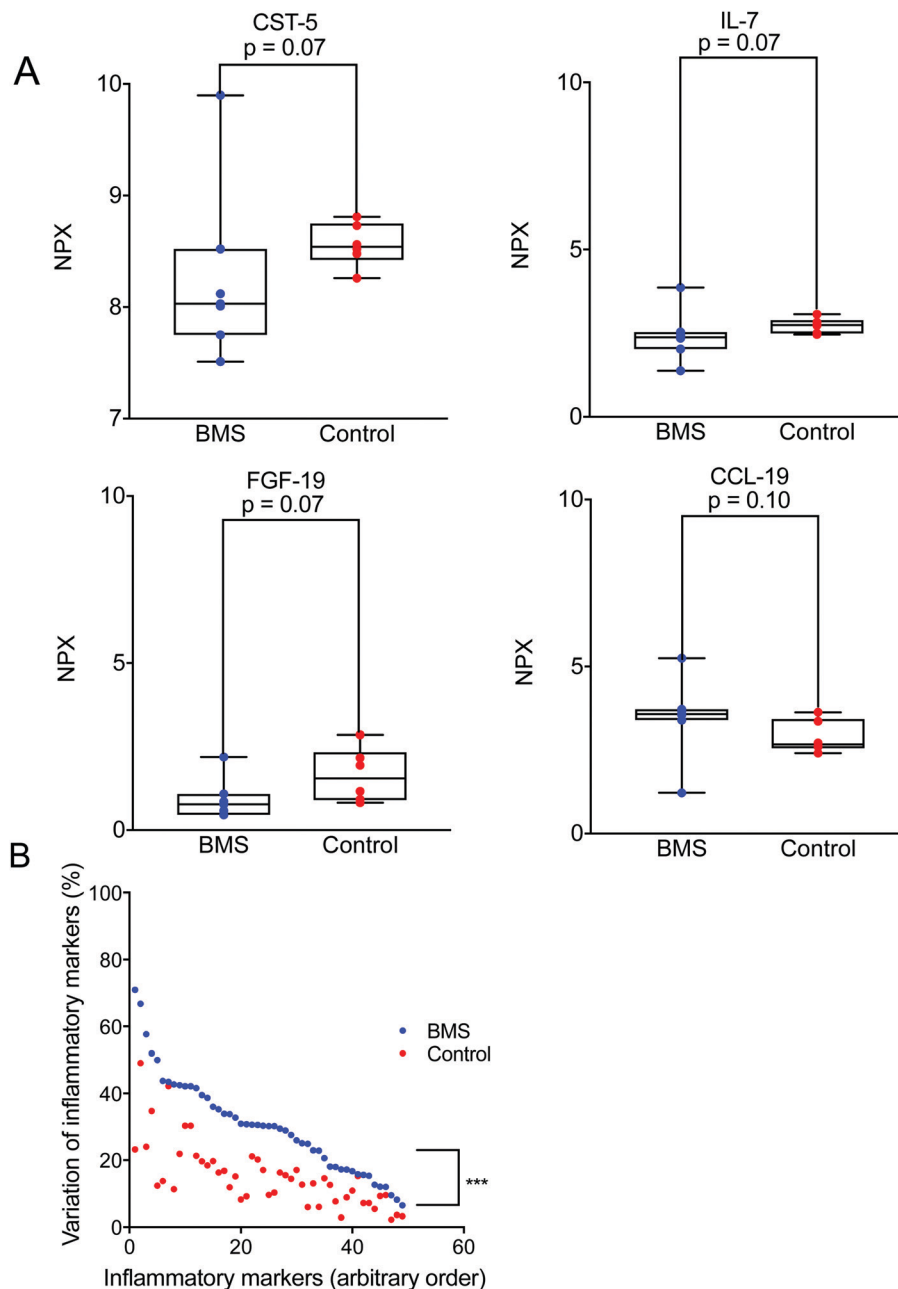 A
CST-5
p = 0.07
10
9
8
7
NPX
BMS Control
IL-7
p = 0.07
10
5
0
NPX
BMS Control
FGF-19
p = 0.07
10
5
0
NPX
BMS Control
CCL-19
p = 0.10
10
5
0
NPX
BMS Control
B
Variation of inflammatory markers (%)
100
80
60
40
20
0
BMS
Control
***
0 20 40 60
Inflammatory markers (arbitrary order)